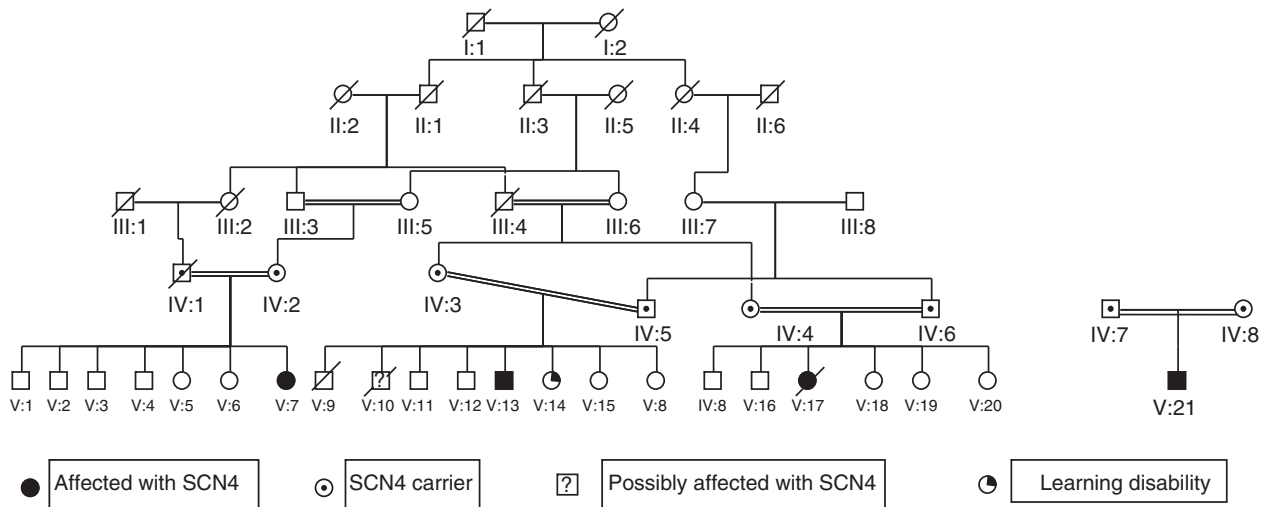 I:1 I:2
II:2 II:1 II:3 II:5 II:4 II:6
III:1 III:2 III:3 III:5 III:4 III:6 III:7 III:8
IV:1 IV:2 IV:3 IV:5 IV:4 IV:6 IV:7 IV:8
?
V:1 V:2 V:3 V:4 V:5 V:6 V:7 V:9 V:10 V:11 V:12 V:13 V:14 V:15 V:8 IV:8 V:16 V:17 V:18 V:19 V:20 V:21
Affected with SCN4 SCN4 carrier ? Possibly affected with SCN4 Learning disability